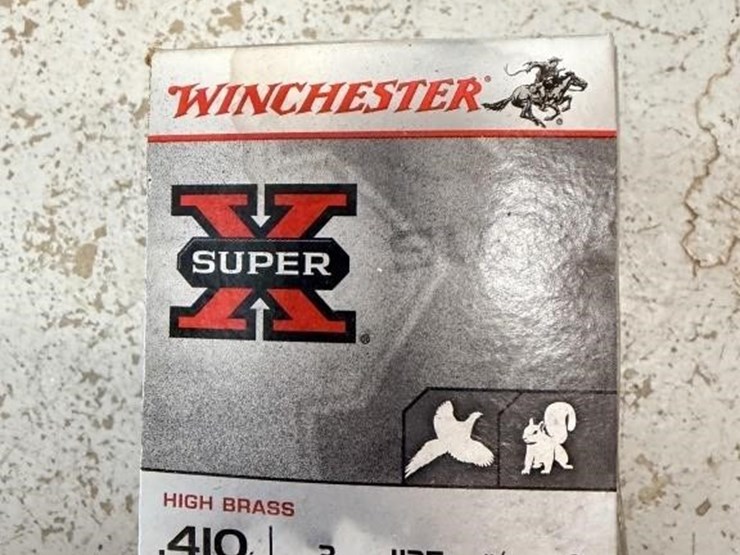 WINCHESTER®
SUPER X®
HIGH BRASS
.410